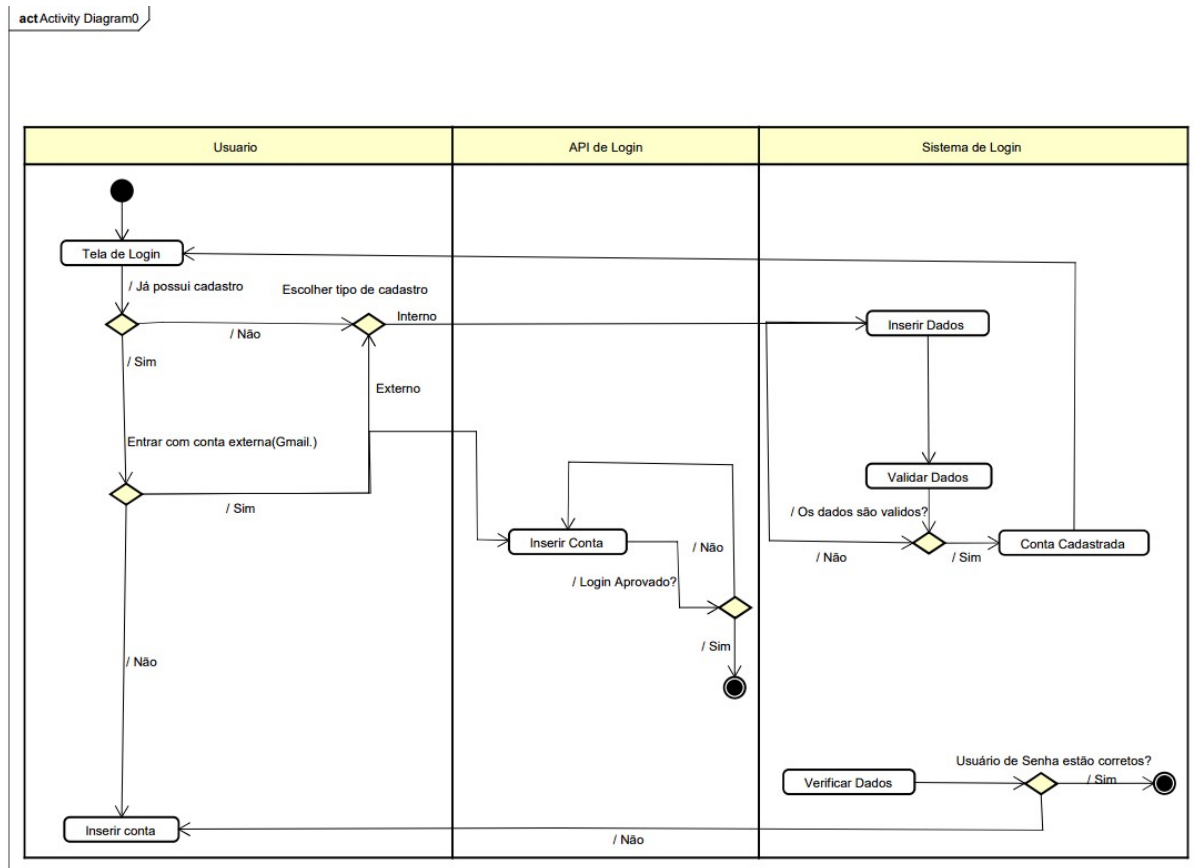 act Activity Diagram0
Usuario
API de Login
Sistema de Login
Tela de Login
/ Já possui cadastro
Escolher tipo de cadastro
/ Não
Interno
Inserir Dados
/ Sim
Externo
Entrar com conta externa(Gmail.)
/ Sim
Validar Dados
/ Os dados são validos?
Inserir Conta
/ Não
/ Não
/ Sim
Conta Cadastrada
/ Login Aprovado?
/ Sim
/ Não
Usuário de Senha estão corretos?
Verificar Dados
/ Sim
Inserir conta
/ Não